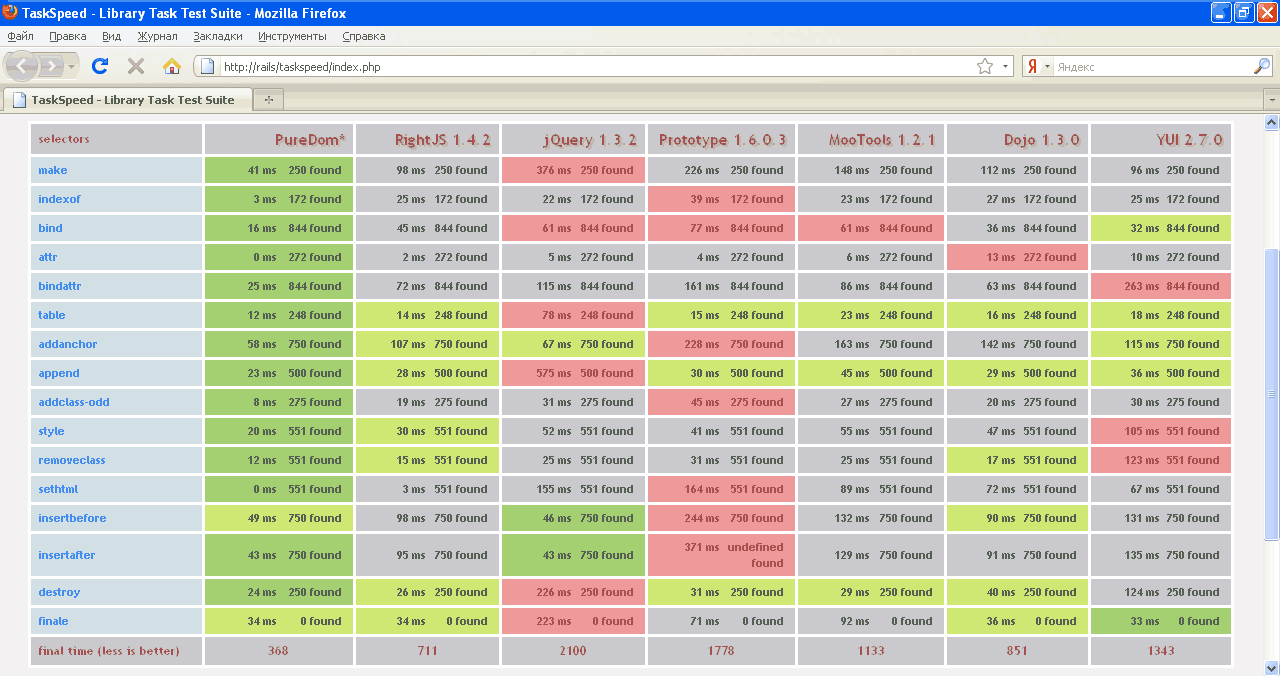 TaskSpeed - Library Task Test Suite - Mozilla Firefox
Файл Правка Вид Журнал Закладки Инструменты Справка
http://rails/taskspeed/index.php Я Яндекс
TaskSpeed - Library Task Test Suite
selectors PureDom* RightJS 1.4.2 jQuery 1.3.2 Prototype 1.6.0.3 MooTools 1.2.1 Dojo 1.3.0 YUI 2.7.0
make 41 ms 250 found 98 ms 250 found 376 ms 250 found 226 ms 250 found 148 ms 250 found 112 ms 250 found 96 ms 250 found
indexof 3 ms 172 found 25 ms 172 found 22 ms 172 found 39 ms 172 found 23 ms 172 found 27 ms 172 found 25 ms 172 found
bind 16 ms 844 found 45 ms 844 found 61 ms 844 found 77 ms 844 found 61 ms 844 found 36 ms 844 found 32 ms 844 found
attr 0 ms 272 found 2 ms 272 found 5 ms 272 found 4 ms 272 found 6 ms 272 found 13 ms 272 found 10 ms 272 found
bindattr 25 ms 844 found 72 ms 844 found 115 ms 844 found 161 ms 844 found 86 ms 844 found 63 ms 844 found 263 ms 844 found
table 12 ms 248 found 14 ms 248 found 78 ms 248 found 15 ms 248 found 23 ms 248 found 16 ms 248 found 18 ms 248 found
addanchor 58 ms 750 found 107 ms 750 found 67 ms 750 found 228 ms 750 found 163 ms 750 found 142 ms 750 found 115 ms 750 found
append 23 ms 500 found 28 ms 500 found 575 ms 500 found 30 ms 500 found 45 ms 500 found 29 ms 500 found 36 ms 500 found
addclass-odd 8 ms 275 found 19 ms 275 found 31 ms 275 found 45 ms 275 found 27 ms 275 found 20 ms 275 found 30 ms 275 found
style 20 ms 551 found 30 ms 551 found 52 ms 551 found 41 ms 551 found 55 ms 551 found 47 ms 551 found 105 ms 551 found
removeclass 12 ms 551 found 15 ms 551 found 25 ms 551 found 31 ms 551 found 25 ms 551 found 17 ms 551 found 123 ms 551 found
sethtml 0 ms 551 found 3 ms 551 found 155 ms 551 found 164 ms 551 found 89 ms 551 found 72 ms 551 found 67 ms 551 found
insertbefore 49 ms 750 found 98 ms 750 found 46 ms 750 found 244 ms 750 found 132 ms 750 found 90 ms 750 found 131 ms 750 found
insertafter 43 ms 750 found 95 ms 750 found 43 ms 750 found 371 ms undefined found 129 ms 750 found 91 ms 750 found 135 ms 750 found
destroy 24 ms 250 found 26 ms 250 found 226 ms 250 found 31 ms 250 found 29 ms 250 found 40 ms 250 found 124 ms 250 found
finale 34 ms 0 found 34 ms 0 found 223 ms 0 found 71 ms 0 found 92 ms 0 found 36 ms 0 found 33 ms 0 found
final time (less is better) 368 711 2100 1778 1133 851 1343